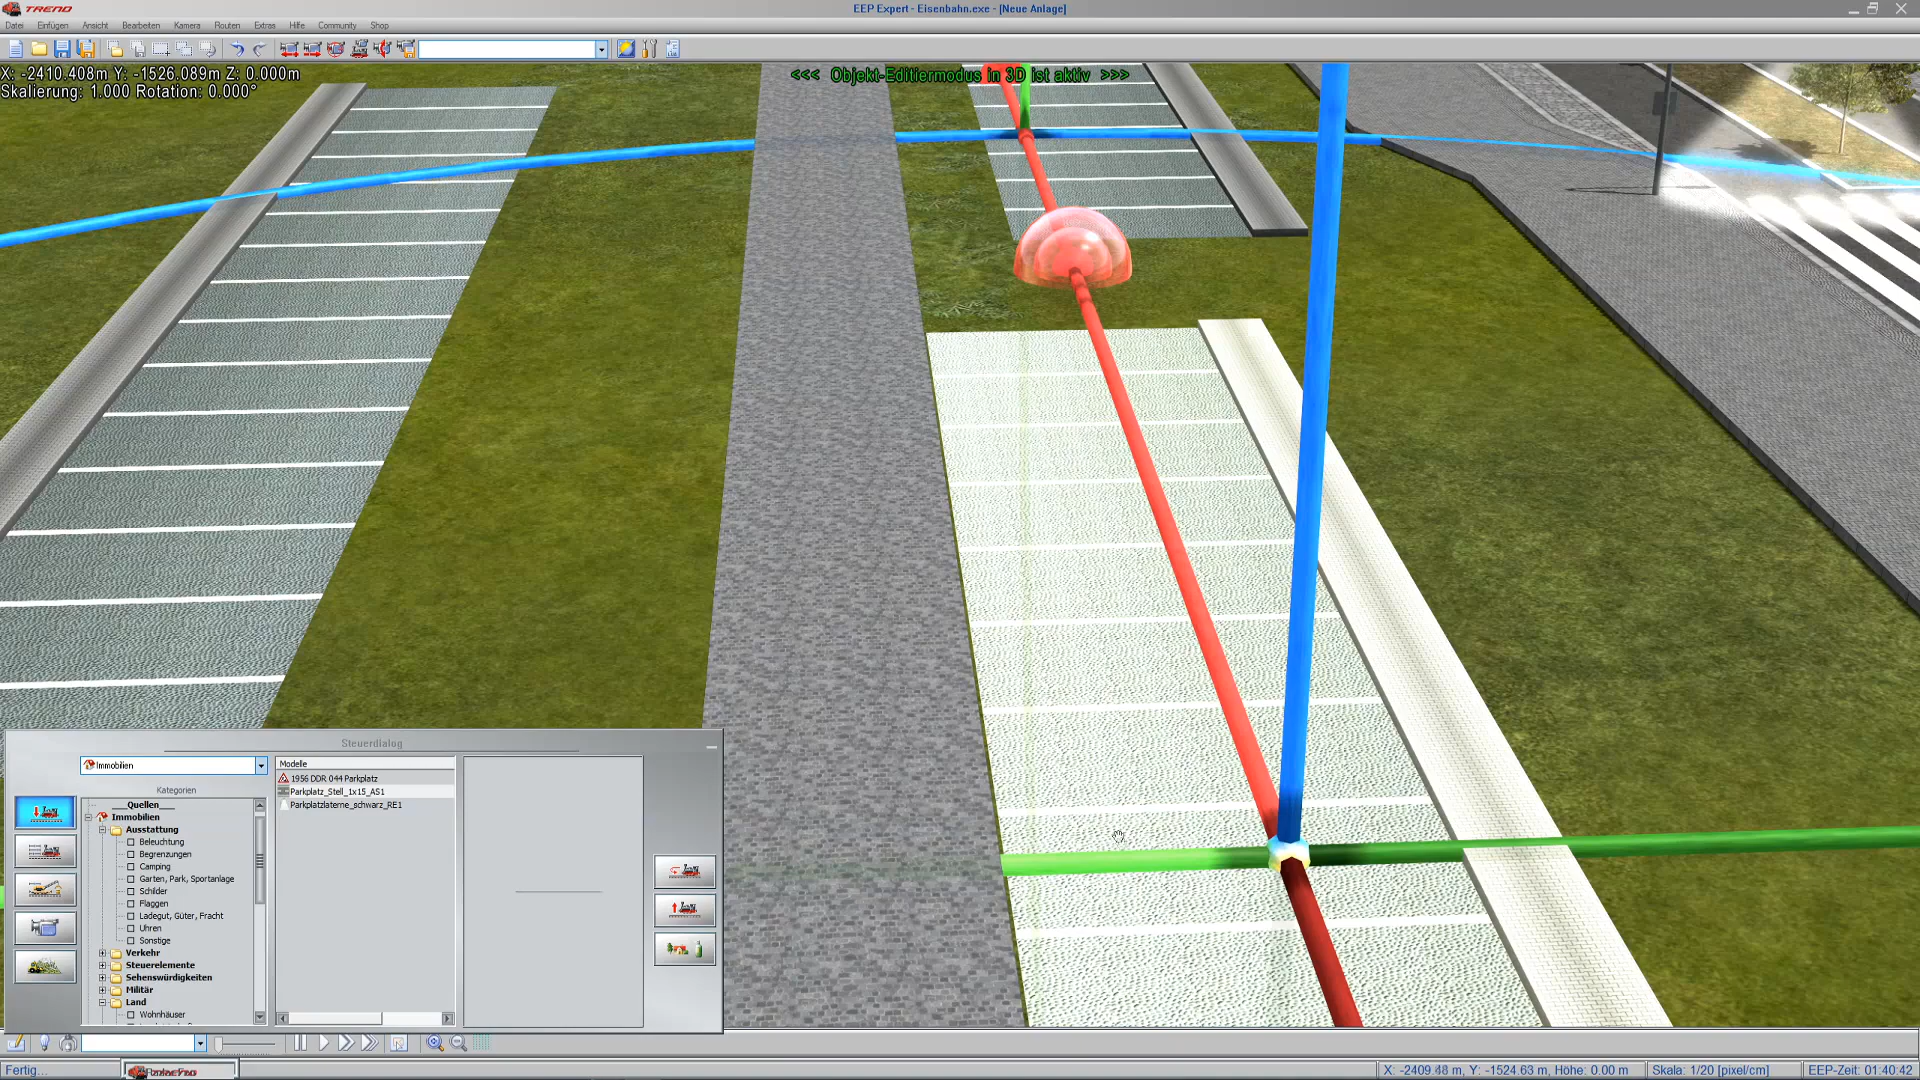 TREND
EEP Expert - Eisenbahn.exe - [Neue Anlage]
Datei Einfügen Ansicht Bearbeiten Kamera Routen Extras Hilfe Community Shop
X: -2410.408m Y: -1526.089m Z: 0.000m
Skalierung: 1.000 Rotation: 0.000°
<<< Objekt-Editiermodus in 3D ist aktiv >>>
Steuerdialog
Immobilien
Kategorien
Quellen
Immobilien
Ausstattung
Beleuchtung
Begrenzungen
Camping
Garten, Park, Sportanlage
Schilder
Flaggen
Ladegut, Güter, Fracht
Uhren
Sonstige
Verkehr
Steuerelemente
Sehenswürdigkeiten
Militär
Land
Wohnhäuser
Modelle
1956 DDR 044 Parkplatz
Parkplatz_Stell_1x15_AS1
Parkplatzlaterne_schwarz_RE1
Fertig...
X: -2409.48 m, Y: -1524.63 m, Höhe: 0.00 m
Skala: 1/20 [pixel/cm]
EEP-Zeit: 01:40:42